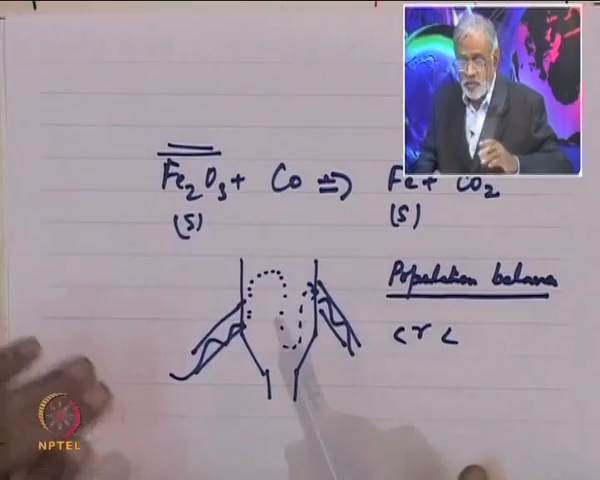 Fe₂O₃ + Co ⇒ Fe + CO₂
(S) (S)
Population balance
< r <
NPTEL